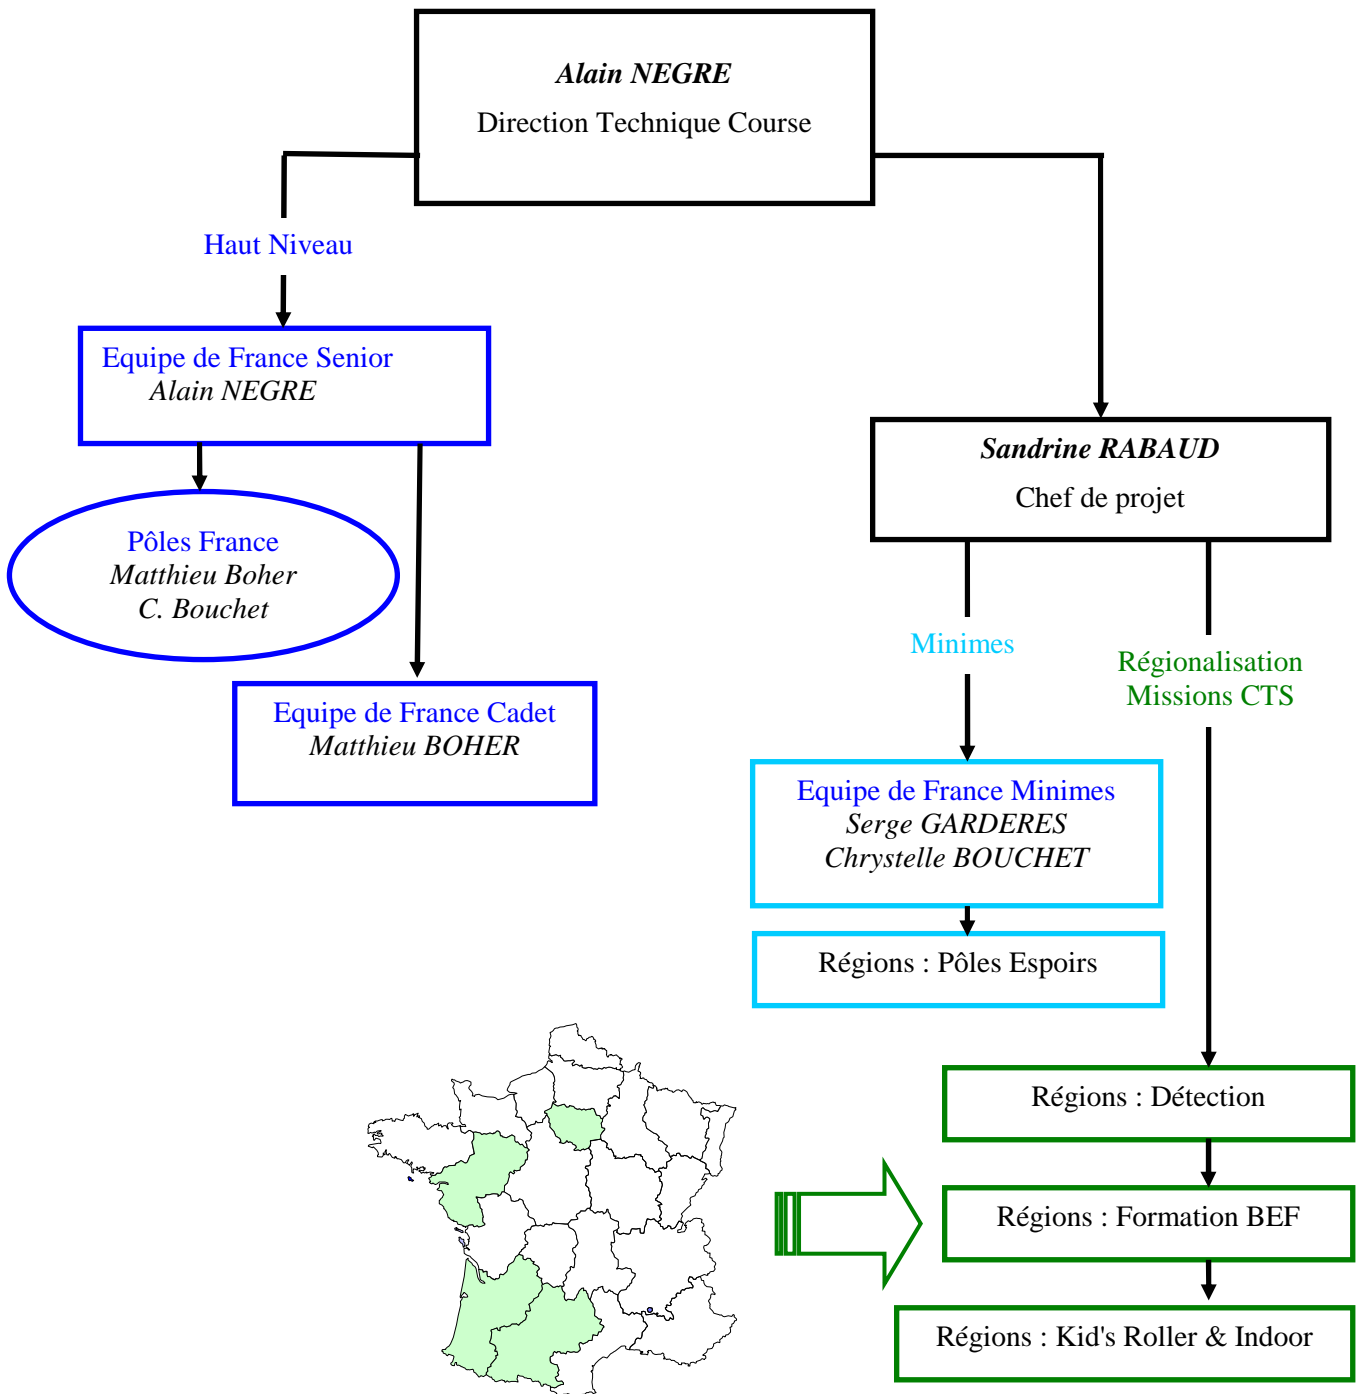 Alain NEGRE
Direction Technique Course
Haut Niveau
Equipe de France Senior
Alain NEGRE
Pôles France
Matthieu Boher
C. Bouchet
Equipe de France Cadet
Matthieu BOHER
Sandrine RABAUD
Chef de projet
Minimes
Régionalisation
Missions CTS
Equipe de France Minimes
Serge GARDERES
Chrystelle BOUCHET
Régions : Pôles Espoirs
Régions : Détection
Régions : Formation BEF
Régions : Kid's Roller & Indoor